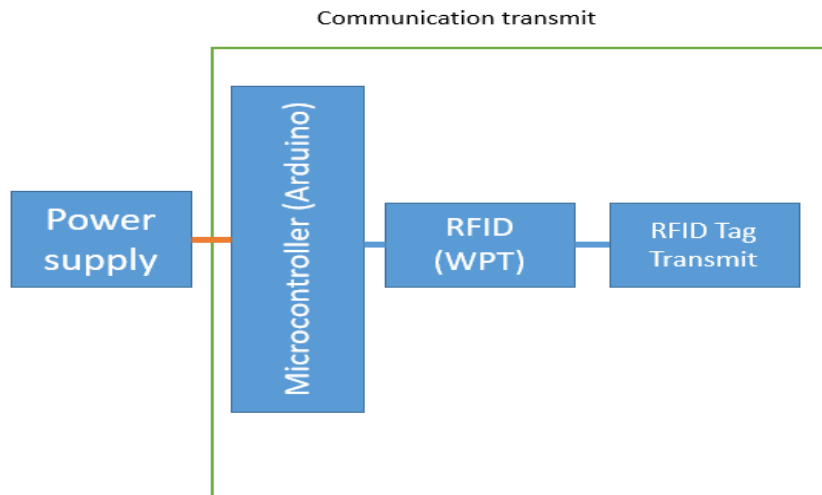 Communication transmit
Power
supply
Microcontroller (Arduino)
RFID
(WPT)
RFID Tag
Transmit